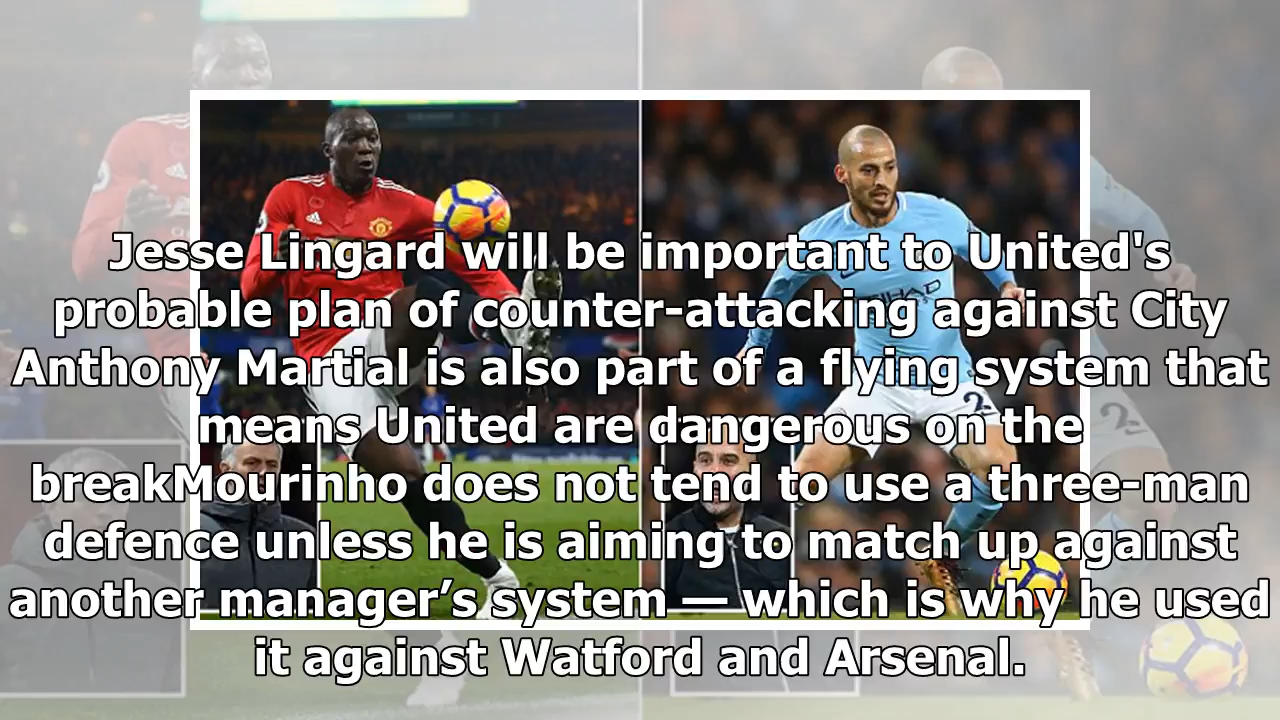 Jesse Lingard will be important to United's
probable plan of counter-attacking against City
Anthony Martial is also part of a flying system that
means United are dangerous on the
breakMourinho does not tend to use a three-man
defence unless he is aiming to match up against
another manager’s system — which is why he used
it against Watford and Arsenal.